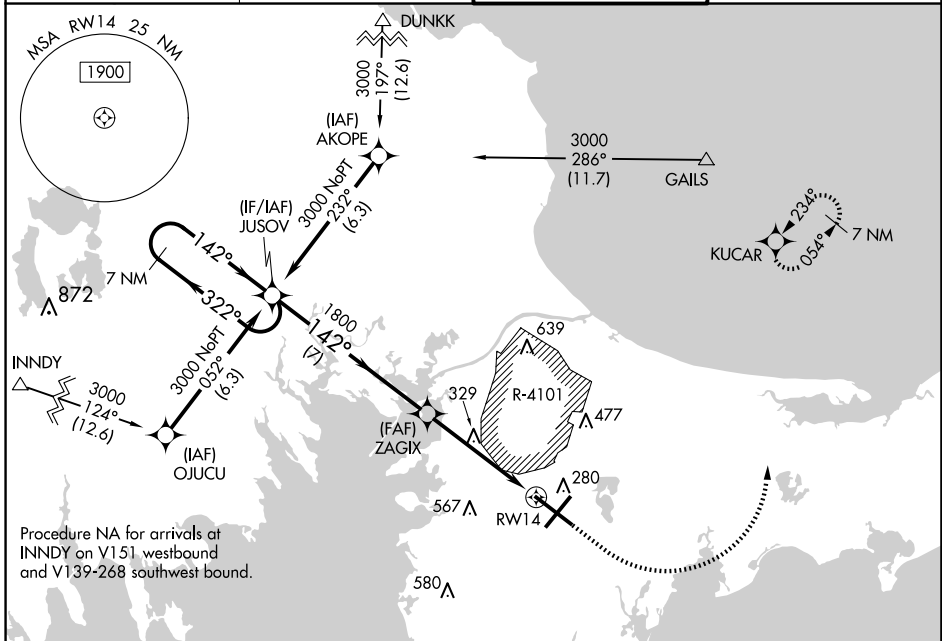 MSA RW14 25 NM
1900
DUNKK
3000
197°
(12.6)
(IAF)
AKOPE
3000
286°
(11.7)
GAILS
3000 NoPT
232°
(6.3)
(IF/IAF)
JUSOV
234°
054°
7 NM
KUCAR
142°
7 NM
322°
872
1800
142°
(7)
639
R-4101
3000 NoPT
052°
(6.3)
INNDY
3000
124°
(12.6)
329
477
(IAF)
OJUCU
(FAF)
ZAGIX
280
567
RW14
Procedure NA for arrivals at
INNDY on V151 westbound
and V139-268 southwest bound.
580